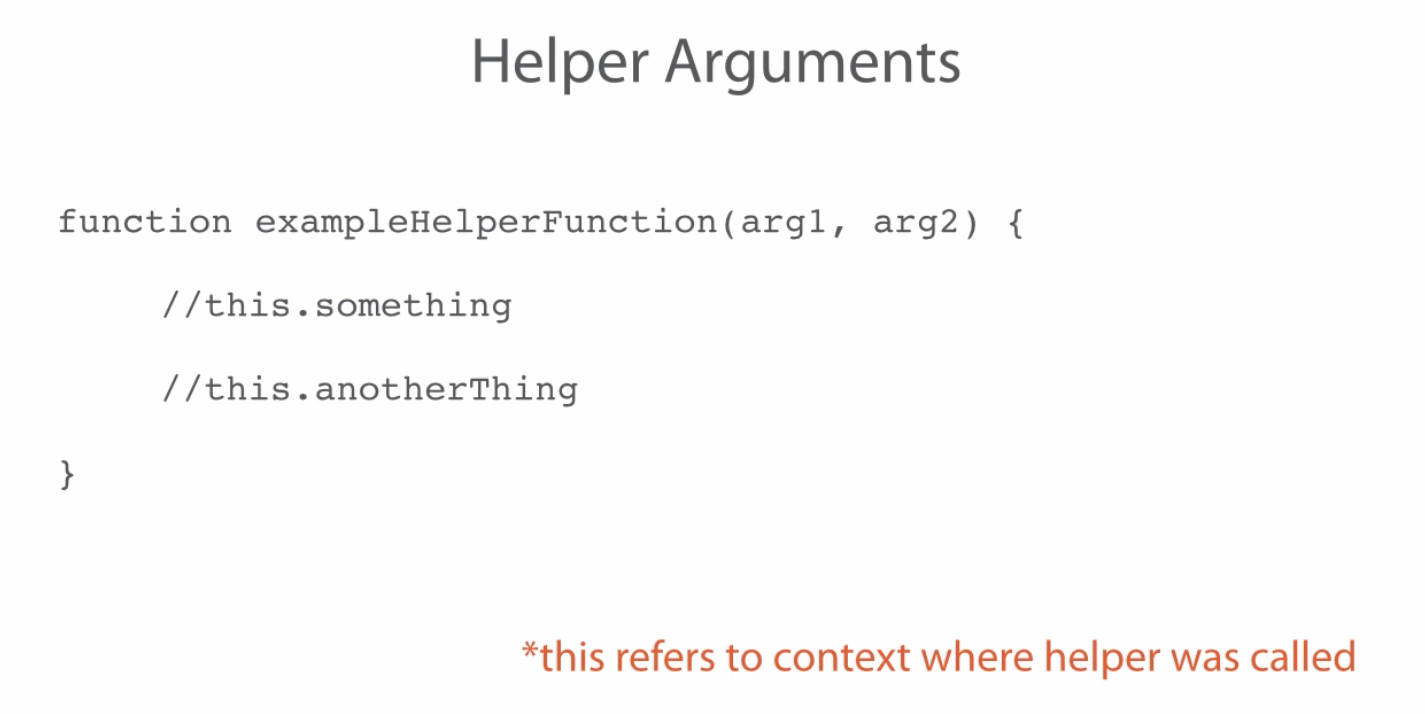 Helper Arguments
function exampleHelperFunction(arg1, arg2) {
//this.something
//this.anotherThing
}
*this refers to context where helper was called